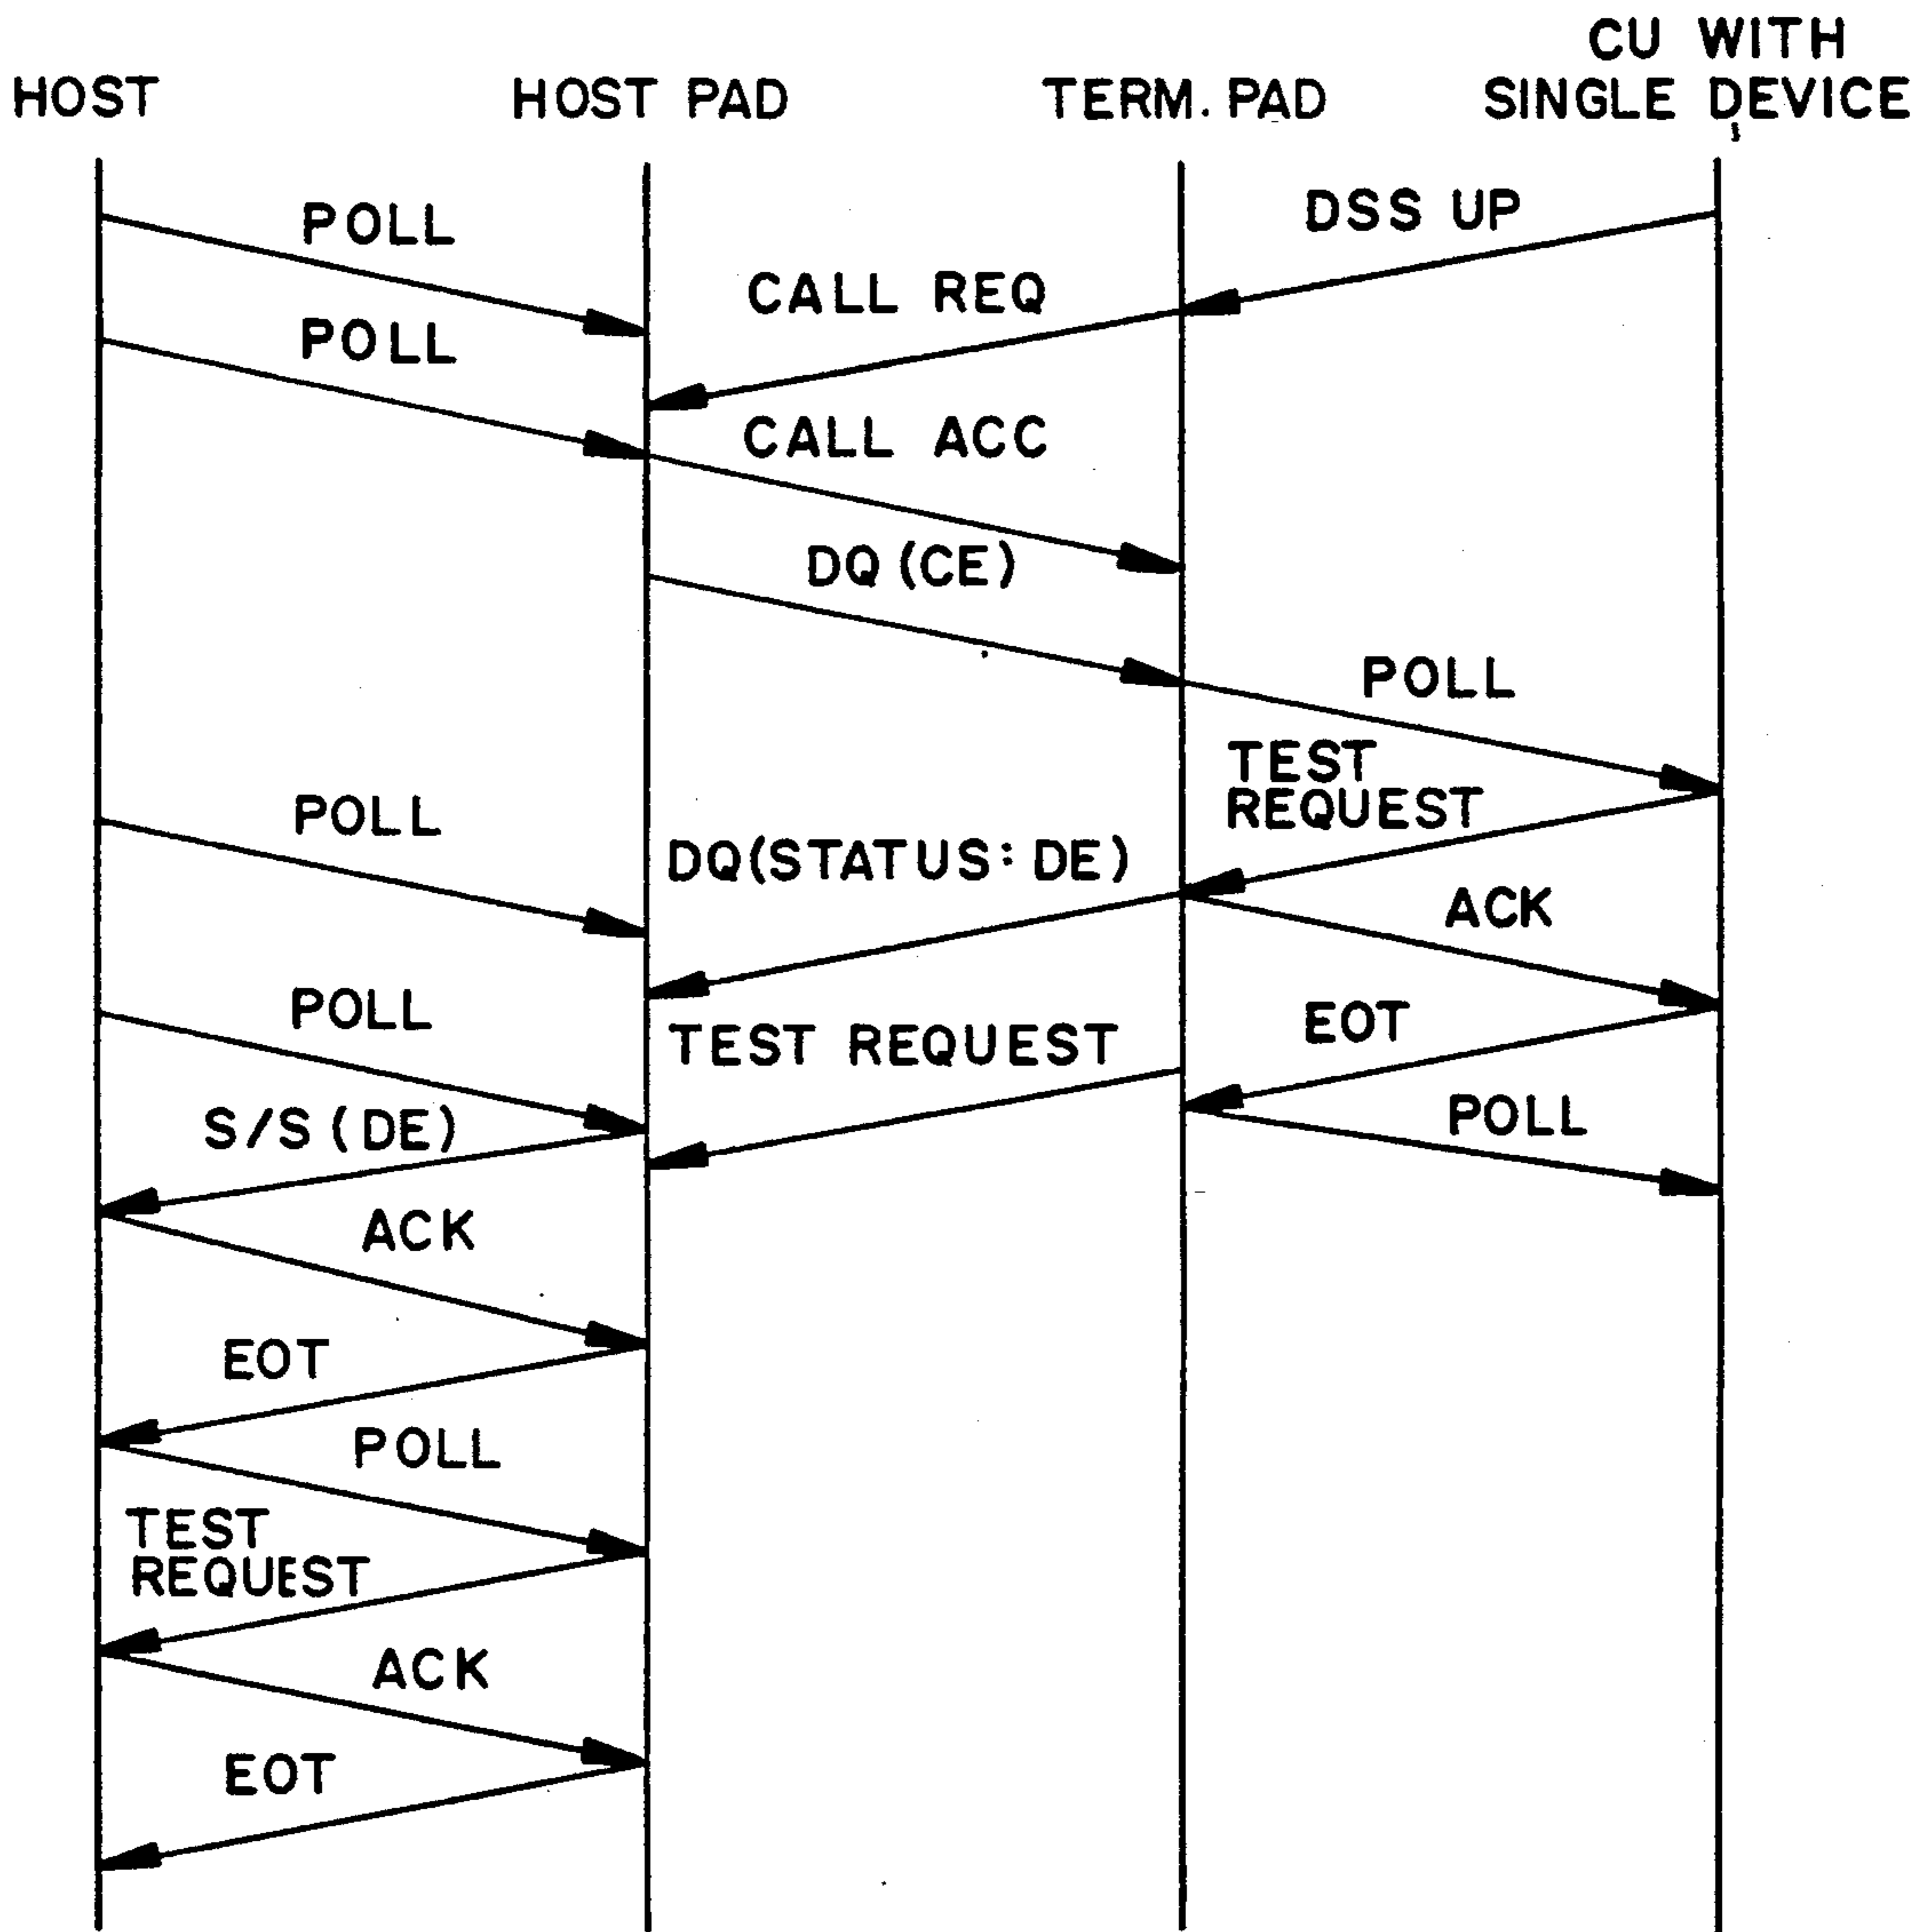 CU WITH
HOST HOST PAD TERM. PAD SINGLE DEVICE
POLL DSS UP
CALL REQ
POLL
CALL ACC
DQ (CE)
POLL
TEST
REQUEST
POLL
DQ(STATUS: DE)
ACK
POLL
EOT
TEST REQUEST
POLL
S/S (DE)
ACK
EOT
POLL
TEST
REQUEST
ACK
EOT